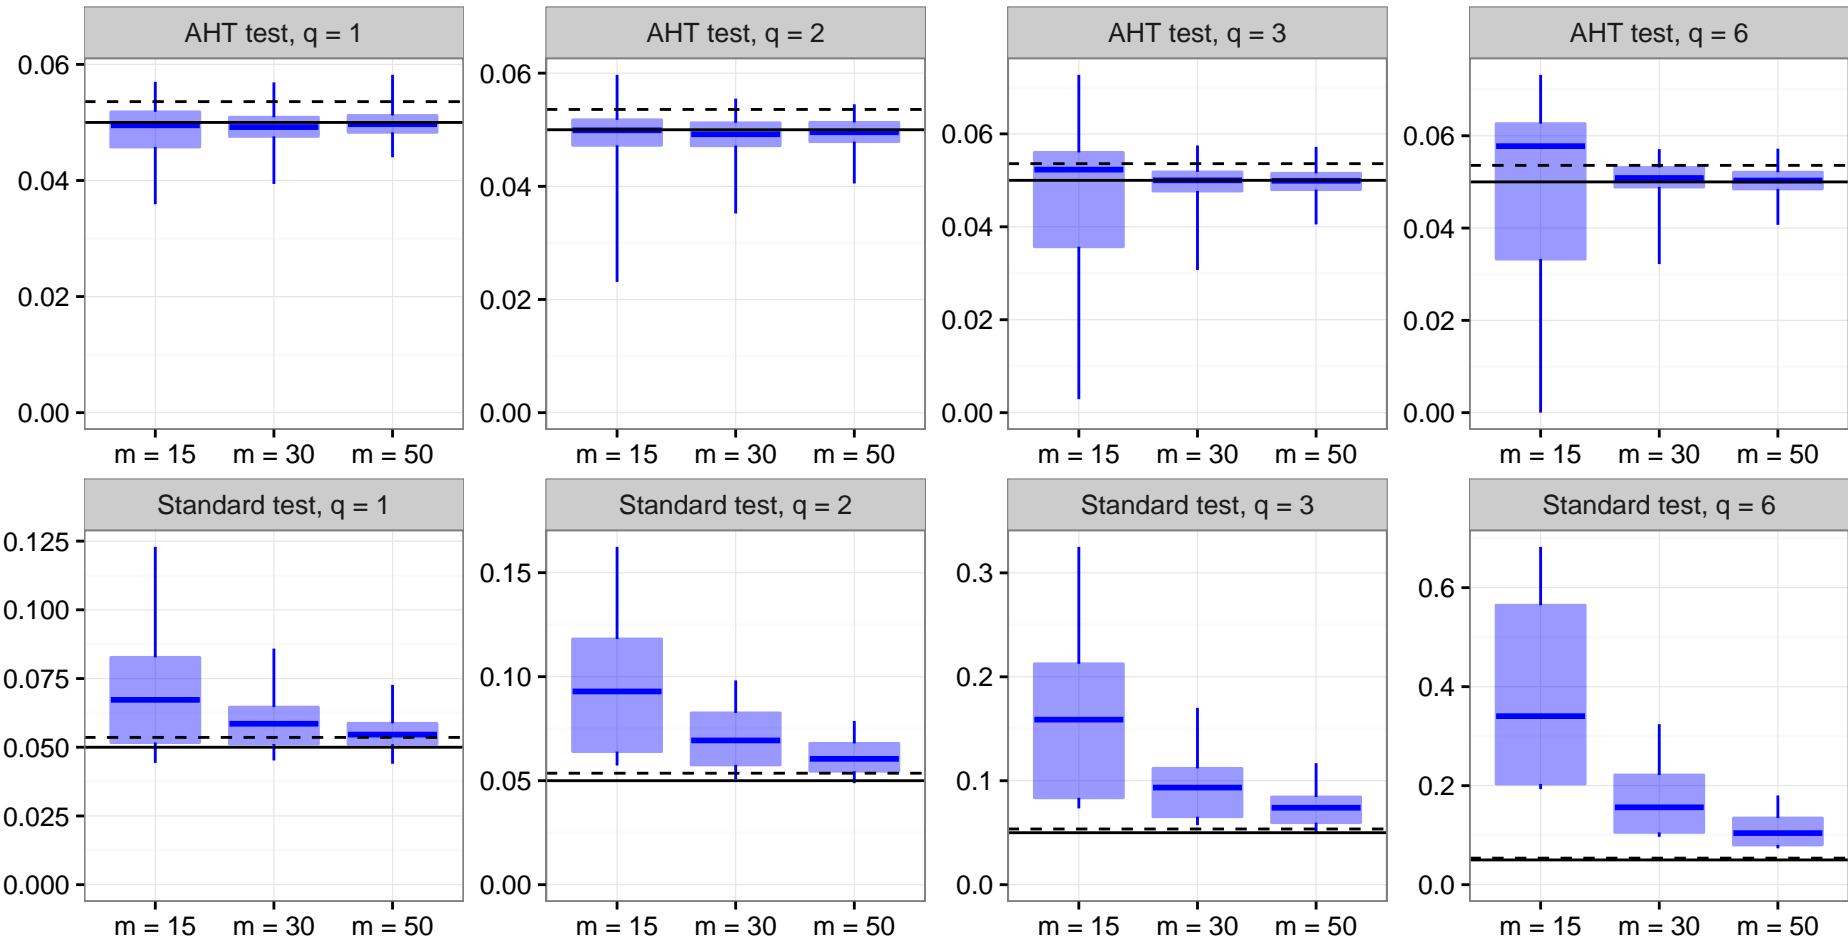 AHT test, q = 1
AHT test, q = 2
AHT test, q = 3
AHT test, q = 6
0.06
0.04
0.02
0.00
0.06
0.04
0.02
0.00
0.06
0.04
0.02
0.00
0.06
0.04
0.02
0.00
m = 15 m = 30 m = 50
m = 15 m = 30 m = 50
m = 15 m = 30 m = 50
m = 15 m = 30 m = 50
Standard test, q = 1
Standard test, q = 2
Standard test, q = 3
Standard test, q = 6
0.125
0.100
0.075
0.050
0.025
0.000
0.15
0.10
0.05
0.00
0.3
0.2
0.1
0.0
0.6
0.4
0.2
0.0
m = 15 m = 30 m = 50
m = 15 m = 30 m = 50
m = 15 m = 30 m = 50
m = 15 m = 30 m = 50